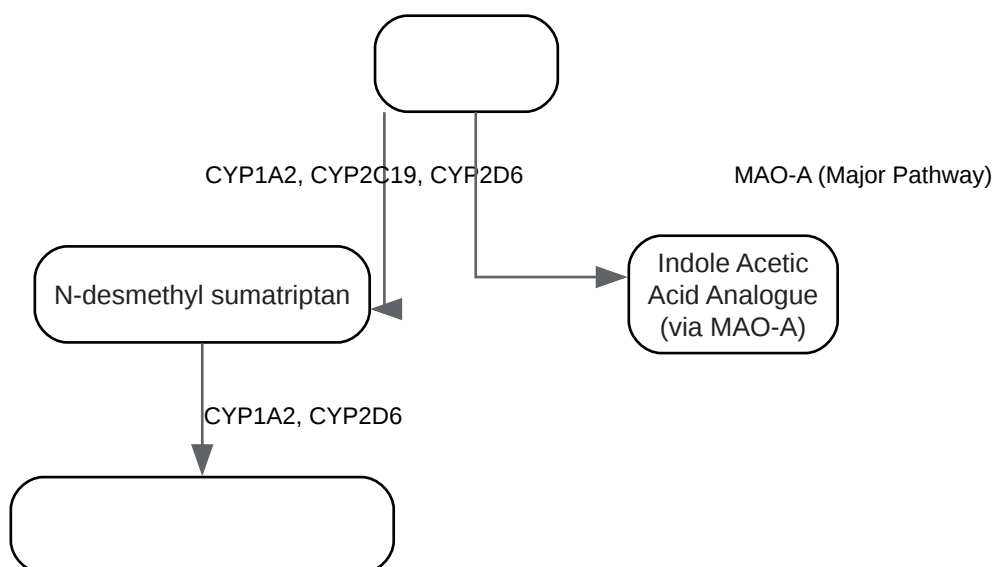 CYP1A2, CYP2C19, CYP2D6
MAO-A (Major Pathway)
N-desmethyl sumatriptan
Indole Acetic
Acid Analogue
(via MAO-A)
CYP1A2, CYP2D6